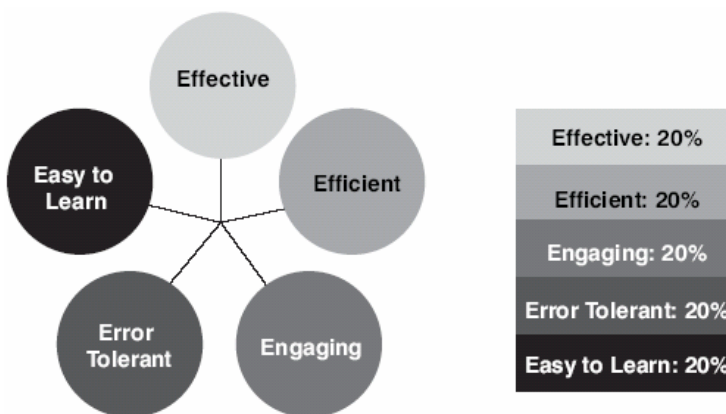 Effective
Efficient
Easy to
Learn
Error
Tolerant
Engaging
Effective: 20%
Efficient: 20%
Engaging: 20%
Error Tolerant: 20%
Easy to Learn: 20%